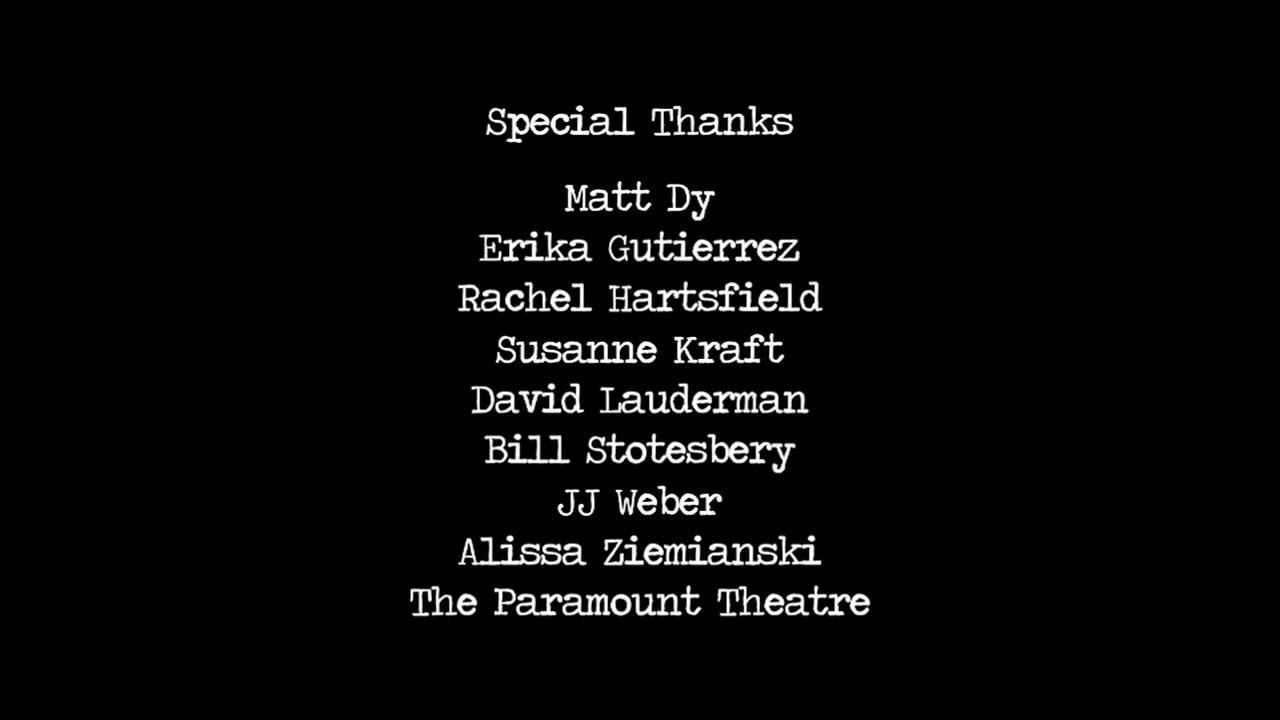 Special Thanks
Matt Dy
Erika Gutierrez
Rachel Hartsfield
Susanne Kraft
David Lauderman
Bill Stotesbery
JJ Weber
Alissa Ziemianski
The Paramount Theatre